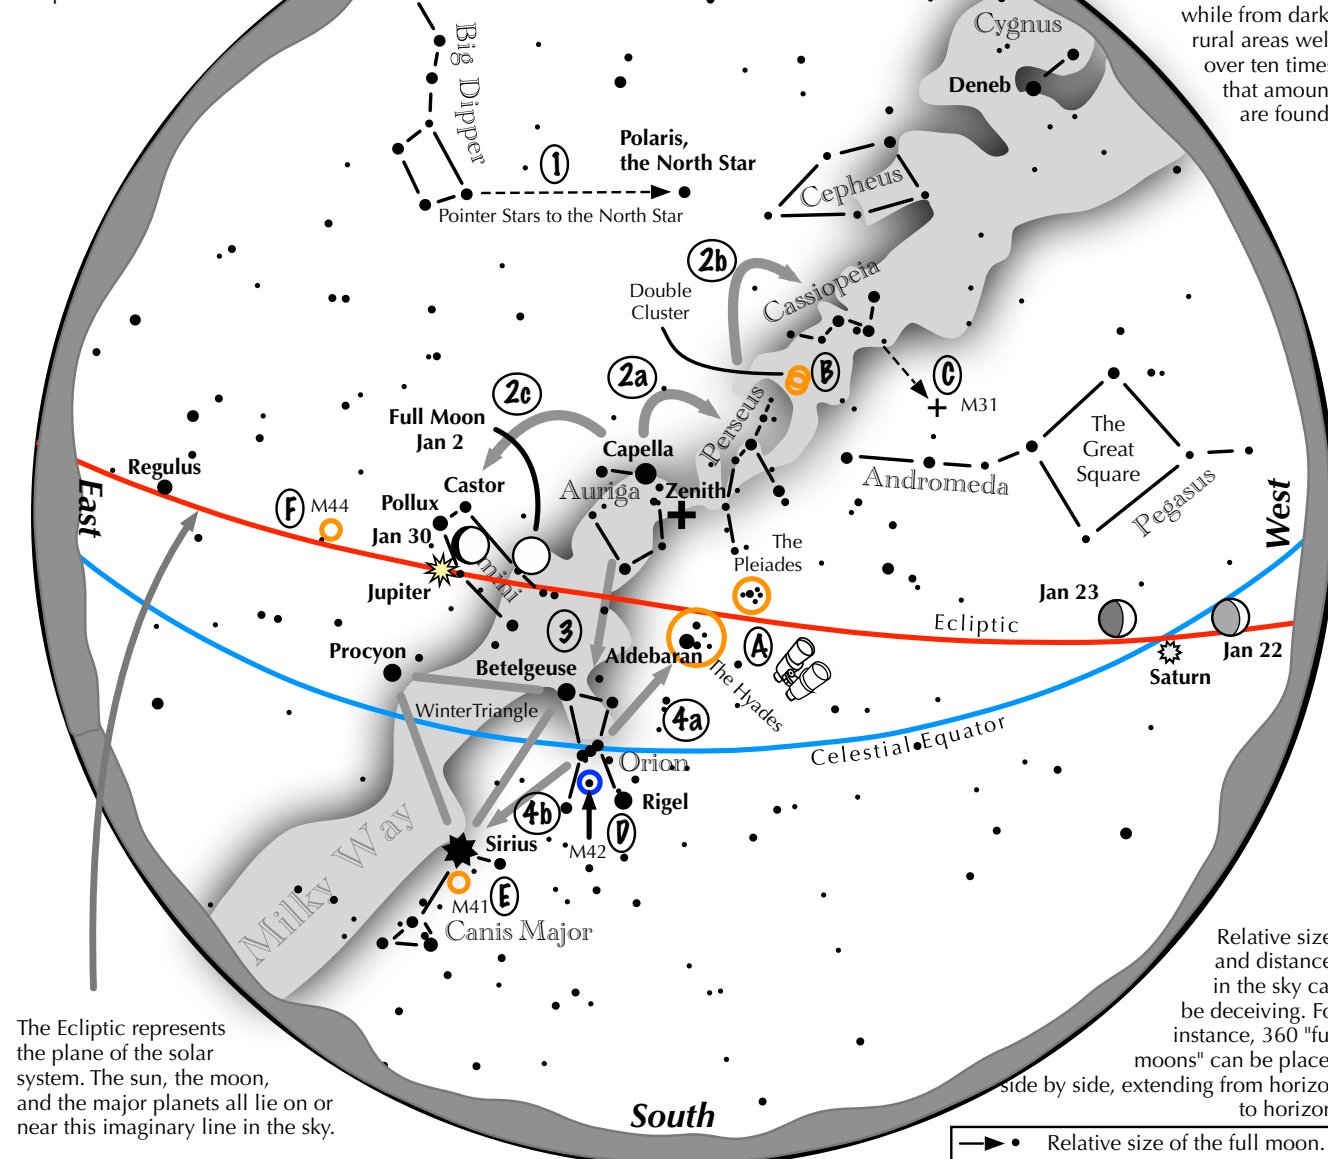 while from dark
rural areas wel
over ten times
that amoun
are found
Cygnus
Deneb
Big Dipper
1
Polaris,
the North Star
Pointer Stars to the North Star
Cepheus
2b
Cassiopeia
Double
Cluster
B
C
M31
2a
2c
Full Moon
Jan 2
Perseus
Capella
Auriga
Zenith
Castor
Pollux
Jan 30
Jupiter
Regulus
F
M44
East
Andromeda
The
Great
Square
Pegasus
West
The
Pleiades
A
Aldebaran
The Hyades
Ecliptic
Jan 23
Jan 22
Saturn
Celestial Equator
3
Procyon
Betelgeuse
WinterTriangle
4a
Orion
Rigel
4b
D
M42
Sirius
M41
E
Canis Major
Milky Way
The Ecliptic represents
the plane of the solar
system. The sun, the moon,
and the major planets all lie on or
near this imaginary line in the sky.
South
Relative size
and distance
in the sky ca
be deceiving. Fo
instance, 360 "fu
moons" can be place
side by side, extending from horizo
to horizon
Relative size of the full moon.